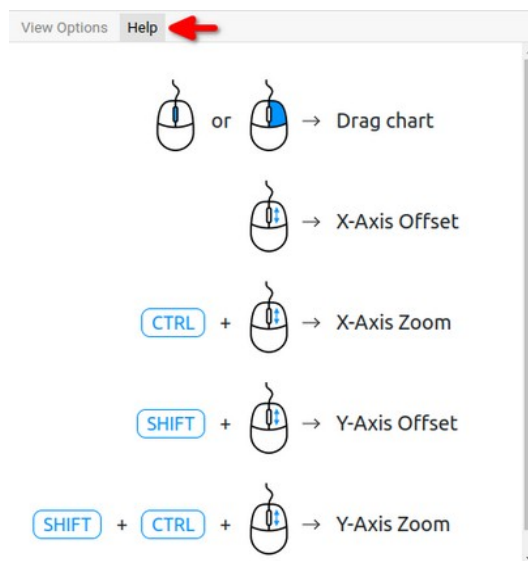 View Options Help
or → Drag chart
→ X-Axis Offset
CTRL + → X-Axis Zoom
SHIFT + → Y-Axis Offset
SHIFT + CTRL + → Y-Axis Zoom